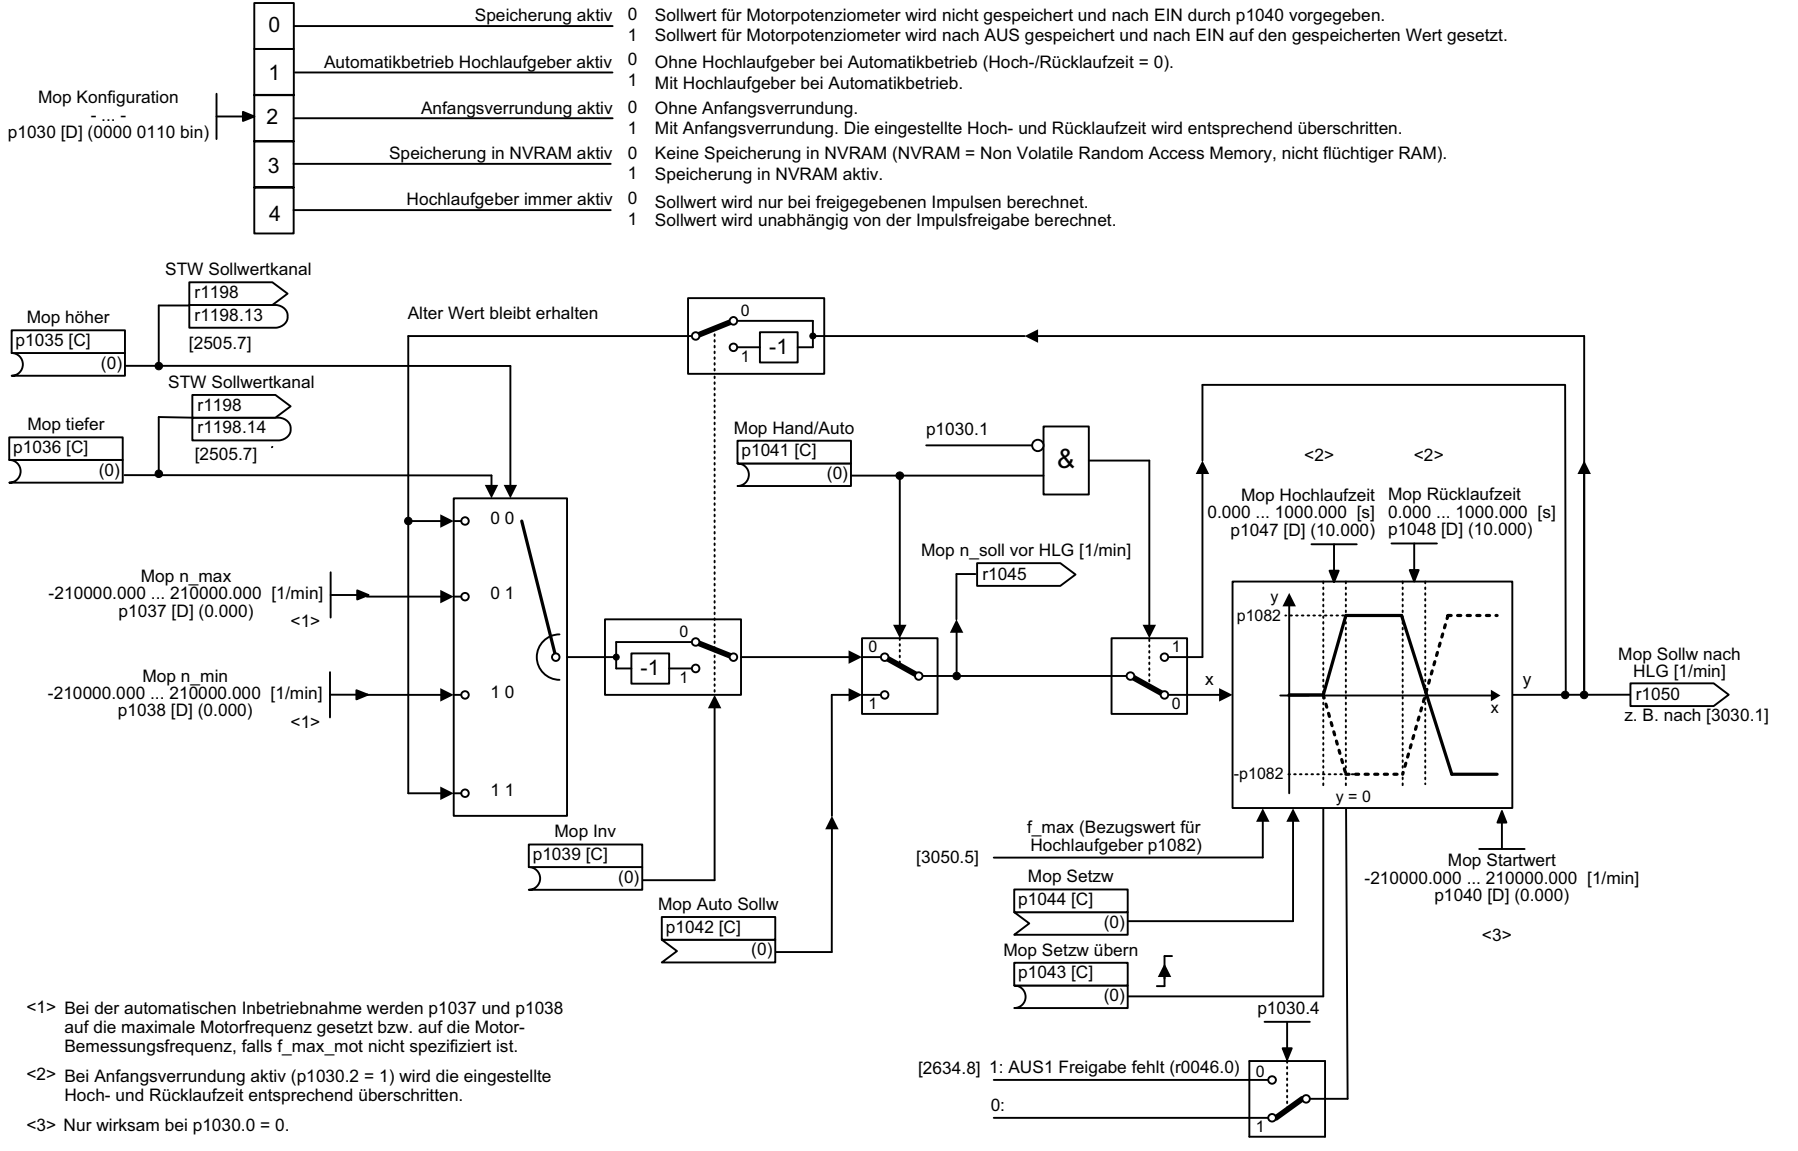 0
Speicherung aktiv
0 Sollwert für Motorpotenziometer wird nicht gespeichert und nach EIN durch p1040 vorgegeben.
1 Sollwert für Motorpotenziometer wird nach AUS gespeichert und nach EIN auf den gespeicherten Wert gesetzt.
1
Automatikbetrieb Hochlaufgeber aktiv
0 Ohne Hochlaufgeber bei Automatikbetrieb (Hoch-/Rücklaufzeit = 0).
1 Mit Hochlaufgeber bei Automatikbetrieb.
Mop Konfiguration
- ... -
p1030 [D] (0000 0110 bin)
2
Anfangsverrundung aktiv
0 Ohne Anfangsverrundung.
1 Mit Anfangsverrundung. Die eingestellte Hoch- und Rücklaufzeit wird entsprechend überschritten.
3
Speicherung in NVRAM aktiv
0 Keine Speicherung in NVRAM (NVRAM = Non Volatile Random Access Memory, nicht flüchtiger RAM).
1 Speicherung in NVRAM aktiv.
4
Hochlaufgeber immer aktiv
0 Sollwert wird nur bei freigegebenen Impulsen berechnet.
1 Sollwert wird unabhängig von der Impulsfreigabe berechnet.
STW Sollwertkanal
r1198
r1198.13
[2505.7]
Mop höher
p1035 [C]
(0)
STW Sollwertkanal
r1198
r1198.14
[2505.7]
Mop tiefer
p1036 [C]
(0)
Alter Wert bleibt erhalten
0
1
-1
Mop Hand/Auto
p1041 [C]
(0)
p1030.1
&
<2>
<2>
Mop Hochlaufzeit
0.000 ... 1000.000 [s]
p1047 [D] (10.000)
Mop Rücklaufzeit
0.000 ... 1000.000 [s]
p1048 [D] (10.000)
0 0
0 1
1 0
1 1
Mop n_max
-210000.000 ... 210000.000 [1/min]
p1037 [D] (0.000)
<1>
Mop n_min
-210000.000 ... 210000.000 [1/min]
p1038 [D] (0.000)
<1>
0
-1
1
Mop n_soll vor HLG [1/min]
r1045
0
1
1
0
x
y
p1082
x
-p1082
y = 0
y
Mop Sollw nach
HLG [1/min]
r1050
z. B. nach [3030.1]
Mop Inv
p1039 [C]
(0)
Mop Auto Sollw
p1042 [C]
(0)
f_max (Bezugswert für
Hochlaufgeber p1082)
[3050.5]
Mop Setzw
p1044 [C]
(0)
Mop Setzw übern
p1043 [C]
(0)
Mop Startwert
-210000.000 ... 210000.000 [1/min]
p1040 [D] (0.000)
<3>
p1030.4
[2634.8] 1: AUS1 Freigabe fehlt (r0046.0)
0
0:
1
<1> Bei der automatischen Inbetriebnahme werden p1037 und p1038
auf die maximale Motorfrequenz gesetzt bzw. auf die Motor-
Bemessungsfrequenz, falls f_max_mot nicht spezifiziert ist.
<2> Bei Anfangsverrundung aktiv (p1030.2 = 1) wird die eingestellte
Hoch- und Rücklaufzeit entsprechend überschritten.
<3> Nur wirksam bei p1030.0 = 0.